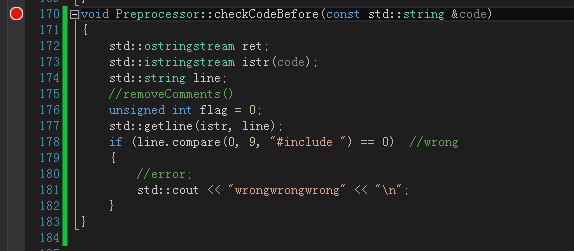 170 void Preprocessor::checkCodeBefore(const std::string &code)
171 {
172 std::ostringstream ret;
173 std::istringstream istr(code);
174 std::string line;
175 //removeComments()
176 unsigned int flag = 0;
177 std::getline(istr, line);
178 if (line.compare(0, 9, "#include ") == 0) //wrong
179 {
180 //error;
181 std::cout << "wrongwrongwrong" << "\n";
182 }
183 }
184